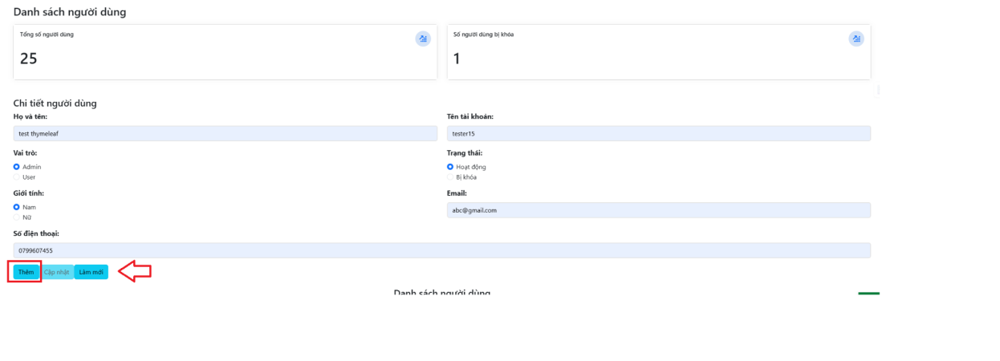 Danh sách người dùng
Tổng số người dùng
25
Số người dùng bị khóa
1
Chi tiết người dùng
Họ và tên:
test thymeleaf
Tên tài khoản:
tester15
Vai trò:
Admin
User
Trạng thái:
Hoạt động
Bị khóa
Giới tính:
Nam
Nữ
Email:
abc@gmail.com
Số điện thoại:
0799607455
Thêm Cập nhật Làm mới
Danh sách người dùng